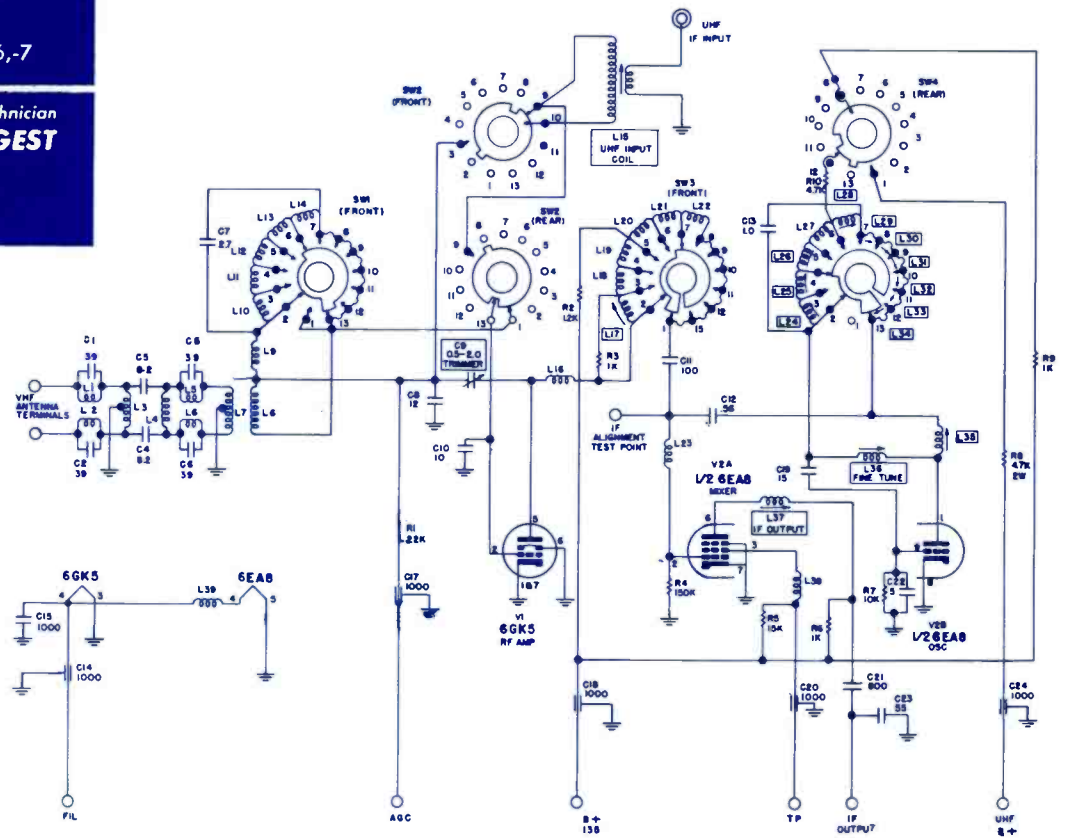 6,-7
chnician
GEST
UHF
IF INPUT
SW2
(FRONT)
L15
UHF INPUT
COIL
SW4
(REAR)
R10
4.7K
SW1
(FRONT)
C7
2.7
L14
L13
L12
L11
L10
L9
SW2
(REAR)
SW3
(FRONT)
L22
L21
L20
L19
L18
L17
R2
12K
R3
1K
C13
1.0
L28
L29
L27
L30
L26
L31
L25
L32
L33
L24
L34
R9
1K
C1
39
L1
C5
8.2
C6
39
L5
VHF
ANTENNA
TERMINALS
L2
L3
L4
L6
L7
L8
C2
39
C4
8.2
C6
39
C9
0.5-2.0
TRIMMER
C8
12
C10
10
L16
C11
100
IF
ALIGNMENT
TEST POINT
C12
56
L23
L35
L36
FINE TUNE
C19
15
R8
4.7K
2W
V2A
1/2 6EA8
MIXER
L37
IF OUTPUT
R1
C17
1000
V1
6GK5
RF AMP
R4
150K
L38
R5
15K
R6
1K
R7
10K
C22
5
V2B
1/2 6EA8
OSC
6GK5
L39
6EA8
C15
1000
C14
1000
C18
1000
C20
1000
C21
800
C23
55
C24
1000
FIL
AGC
B+
135
TP
IF
OUTPUT
UHF
B+